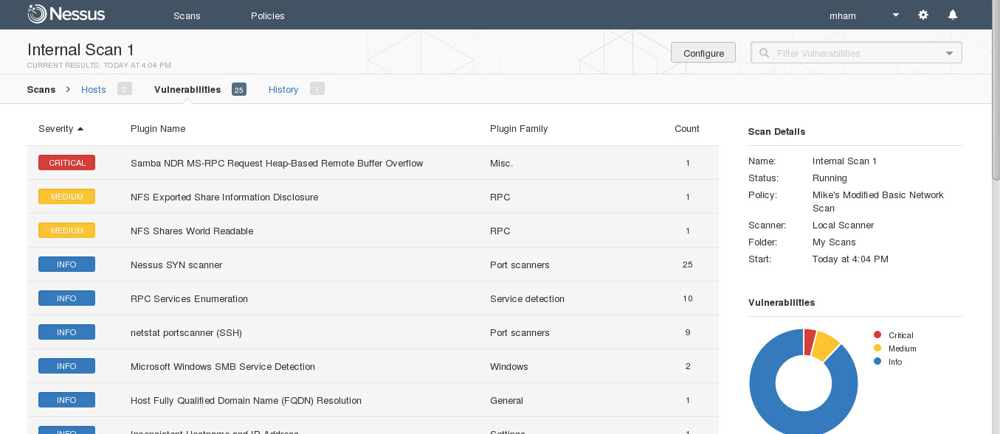 Nessus Scans Policies mham
Internal Scan 1
CURRENT RESULTS: TODAY AT 4:04 PM
Configure
Filter Vulnerabilities
Scans > Hosts 2 Vulnerabilities 25 History 1
Severity Plugin Name Plugin Family Count
CRITICAL Samba NDR MS-RPC Request Heap-Based Remote Buffer Overflow Misc. 1
MEDIUM NFS Exported Share Information Disclosure RPC 1
MEDIUM NFS Shares World Readable RPC 1
INFO Nessus SYN scanner Port scanners 25
INFO RPC Services Enumeration Service detection 10
INFO netstat portscanner (SSH) Port scanners 9
INFO Microsoft Windows SMB Service Detection Windows 2
INFO Host Fully Qualified Domain Name (FQDN) Resolution General 1
INFO Inconsistent Hostname and IP Address Settings 1
Scan Details
Name: Internal Scan 1
Status: Running
Policy: Mike's Modified Basic Network
Scan
Scanner: Local Scanner
Folder: My Scans
Start: Today at 4:04 PM
Vulnerabilities
Critical
Medium
Info